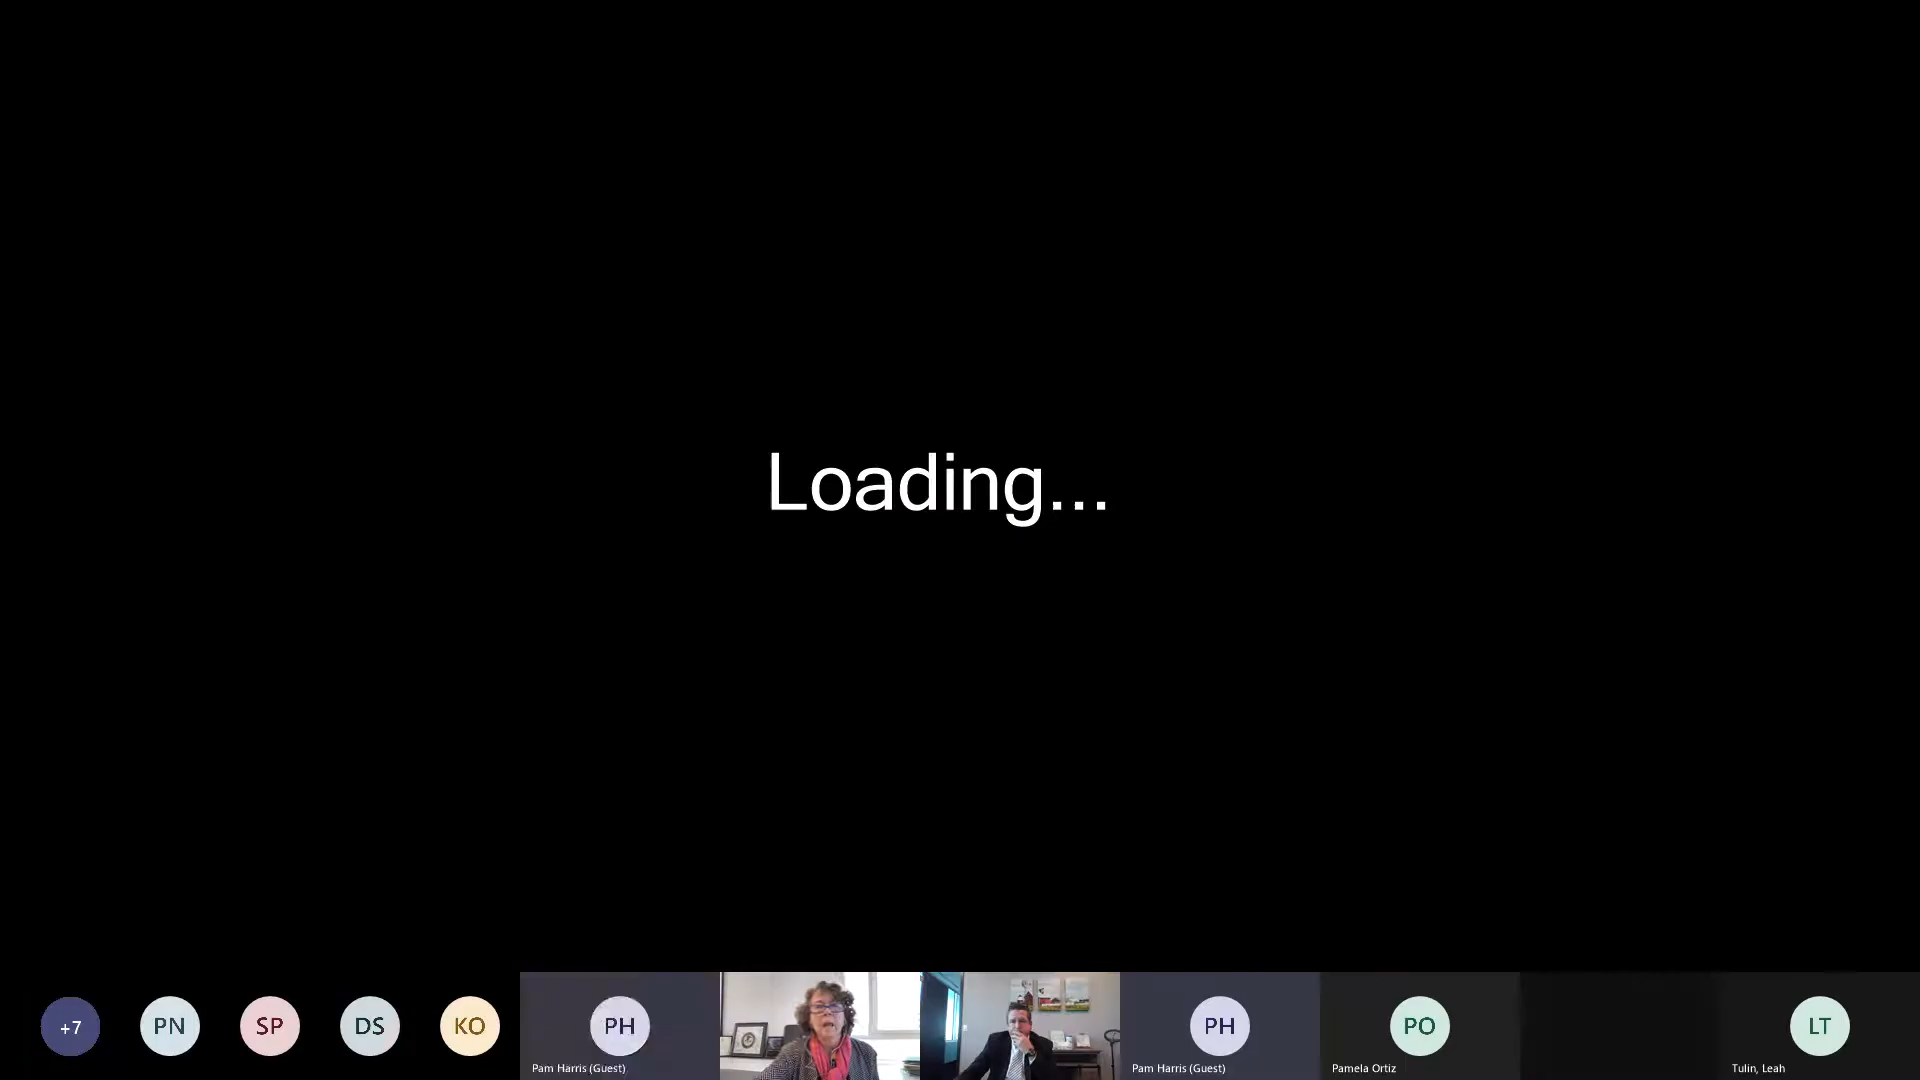 Loading...
+7
PN
SP
DS
KO
PH
Pam Harris (Guest)
PH
Pam Harris (Guest)
PO
Pamela Ortiz
LT
Tulin, Leah